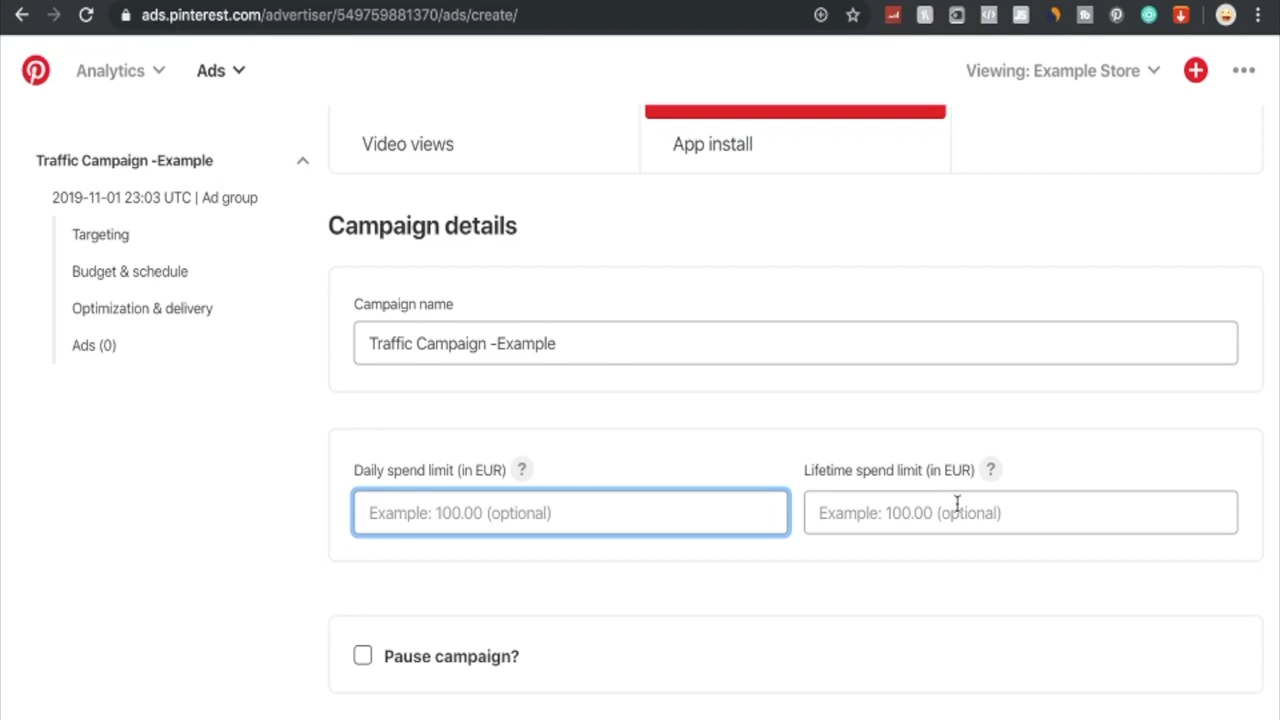 ads.pinterest.com/advertiser/549759881370/ads/create/
Analytics Ads Viewing: Example Store
Video views App install
Traffic Campaign -Example
2019-11-01 23:03 UTC | Ad group
Targeting
Budget & schedule
Optimization & delivery
Ads (0)
Campaign details
Campaign name
Traffic Campaign -Example
Daily spend limit (in EUR) ? Lifetime spend limit (in EUR) ?
Example: 100.00 (optional) Example: 100.00 (optional)
Pause campaign?